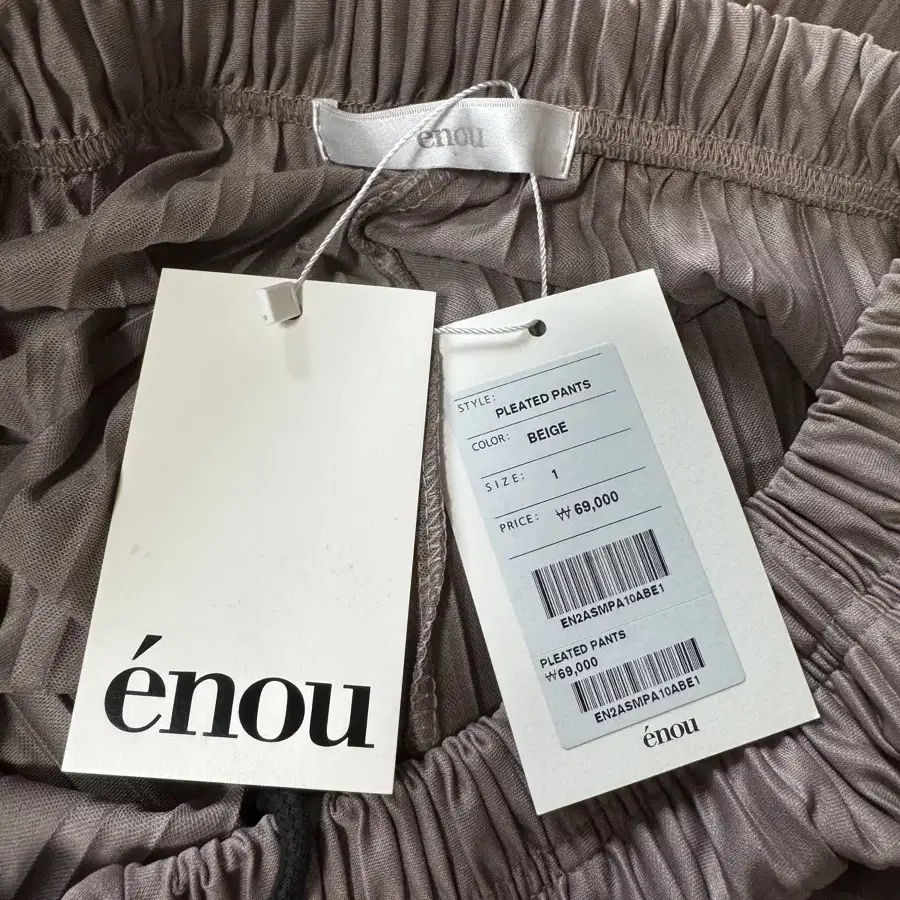 énou
énou
STYLE: PLEATED PANTS
COLOR: BEIGE
SIZE: 1
PRICE: ₩69,000
EN2ASMPA10ABE1
PLEATED PANTS
₩69,000
EN2ASMPA10ABE1
énou